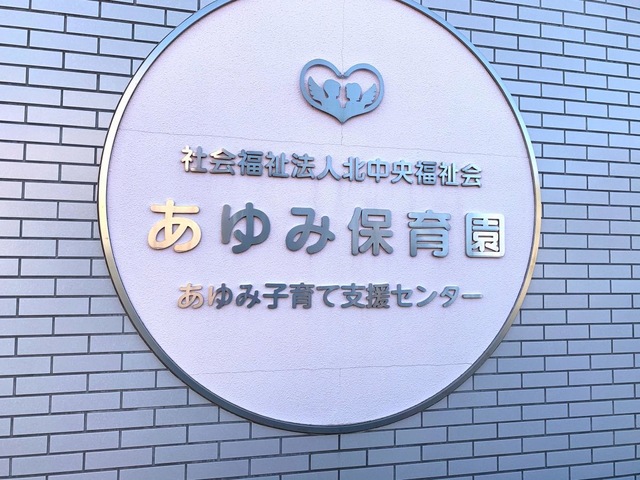 社会福祉法人北中央福祉会
あゆみ保育園
あゆみ子育て支援センター